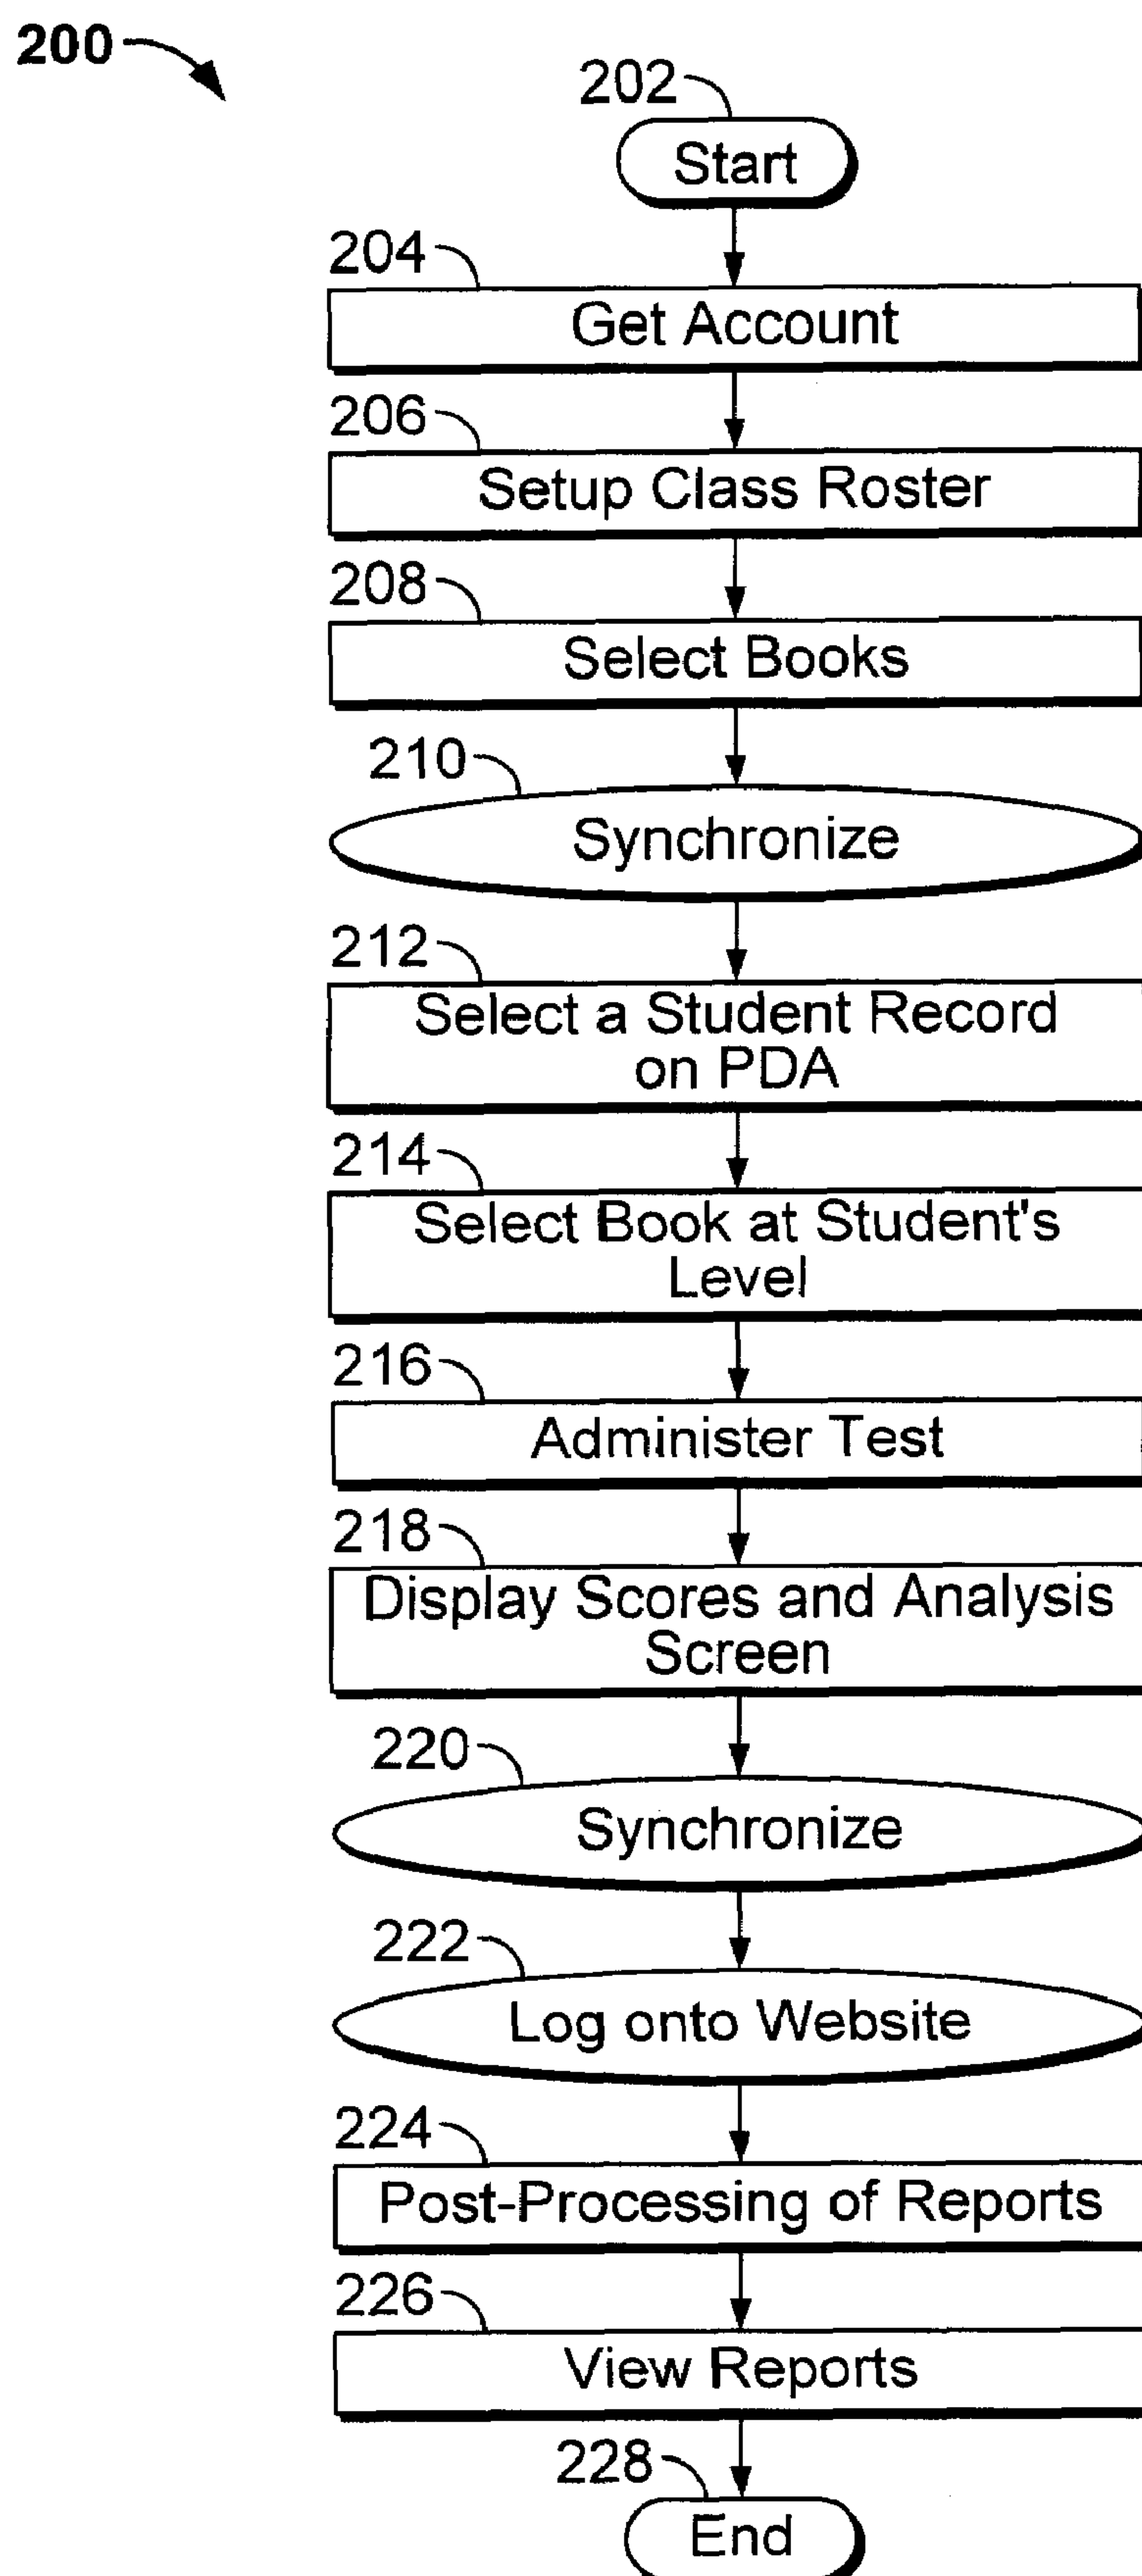 200
202
Start
204
Get Account
206
Setup Class Roster
208
Select Books
210
Synchronize
212
Select a Student Record
on PDA
214
Select Book at Student's
Level
216
Administer Test
218
Display Scores and Analysis
Screen
220
Synchronize
222
Log onto Website
224
Post-Processing of Reports
226
View Reports
228
End